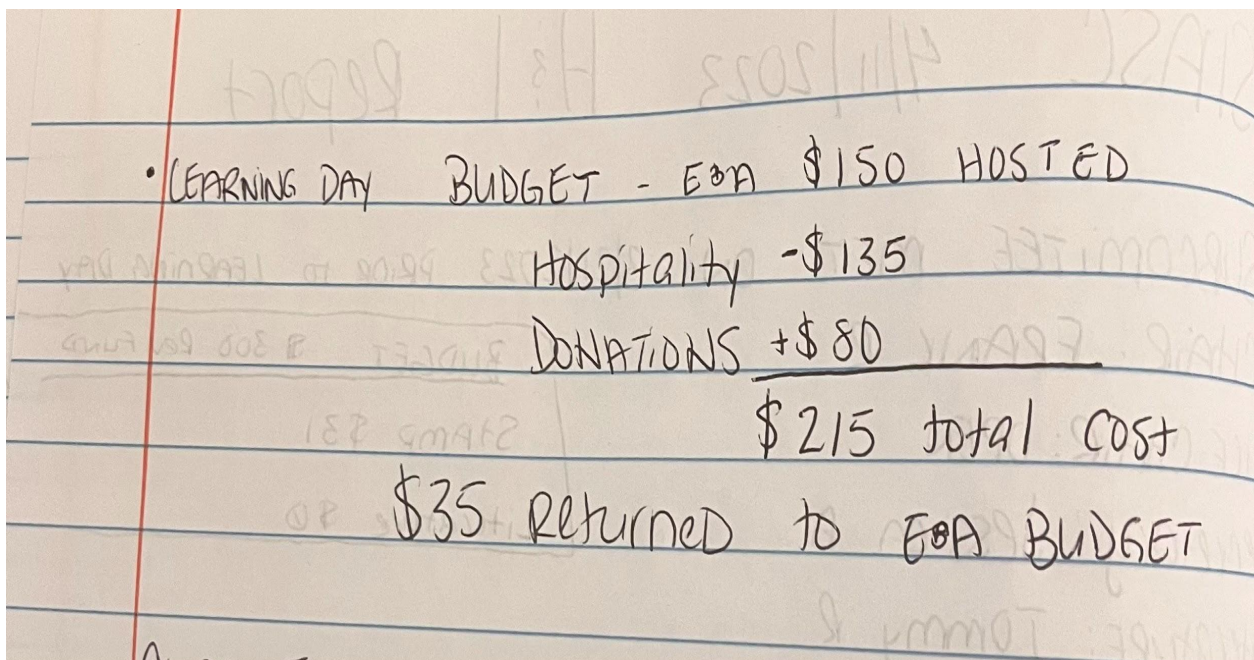 • LEARNING DAY BUDGET - E&A $150 HOSTED
Hospitality -$135
DONATIONS +$80
$215 total cost
$35 Returned to E&A BUDGET